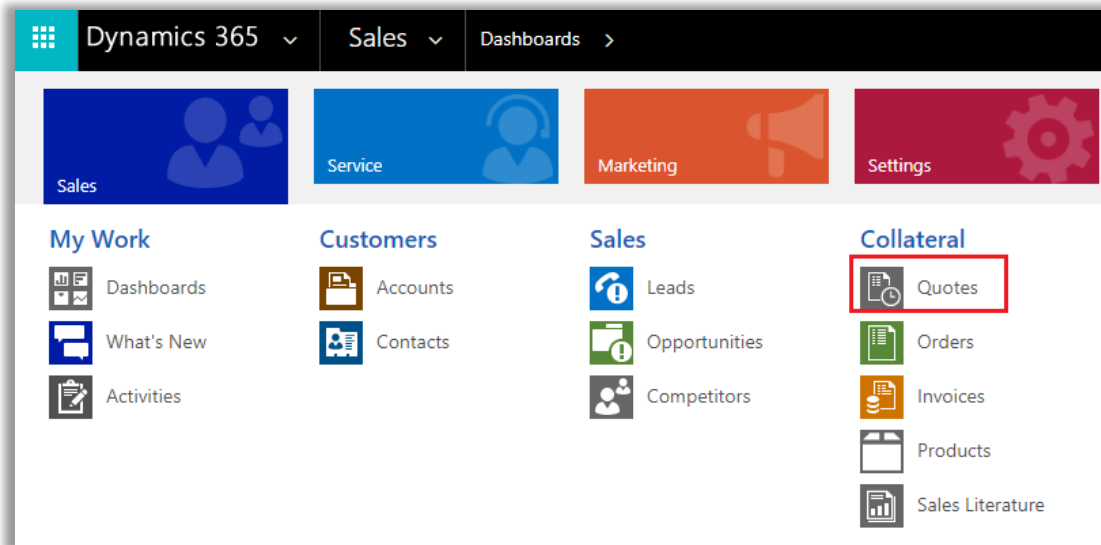 Dynamics 365 Sales Dashboards
Sales Service Marketing Settings
My Work Customers Sales Collateral
Dashboards Accounts Leads Quotes
What's New Contacts Opportunities Orders
Activities Competitors Invoices
Products
Sales Literature